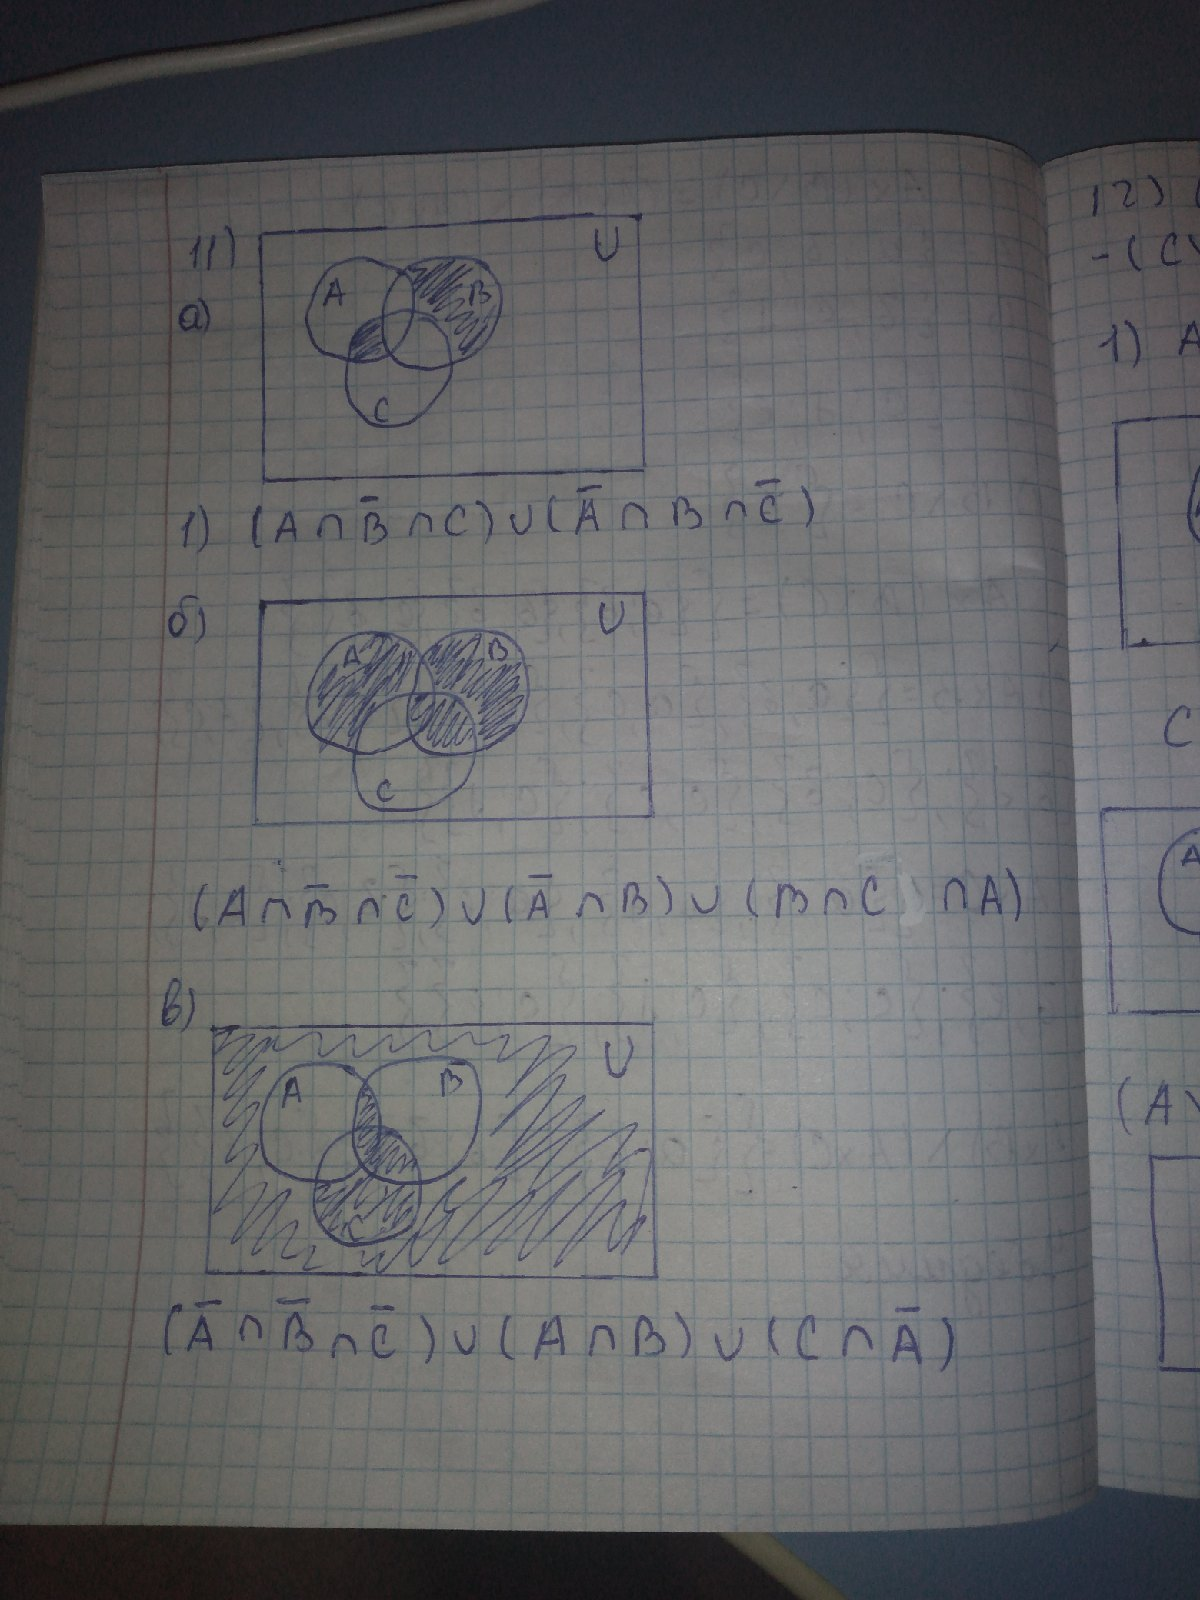 11)
U
A
B
а)
C
1) (A ∩ B̅ ∩ C) ∪ (A̅ ∩ B ∩ C̅)
б)
U
A
B
C
(A ∩ B̅ ∩ C̅) ∪ (A̅ ∩ B) ∪ (B ∩ C ∩ A)
в)
U
A
B
C
(A̅ ∩ B̅ ∩ C̅) ∪ (A ∩ B) ∪ (C ∩ A̅)
12) (
- ( C \
1) A
C
A
(A \